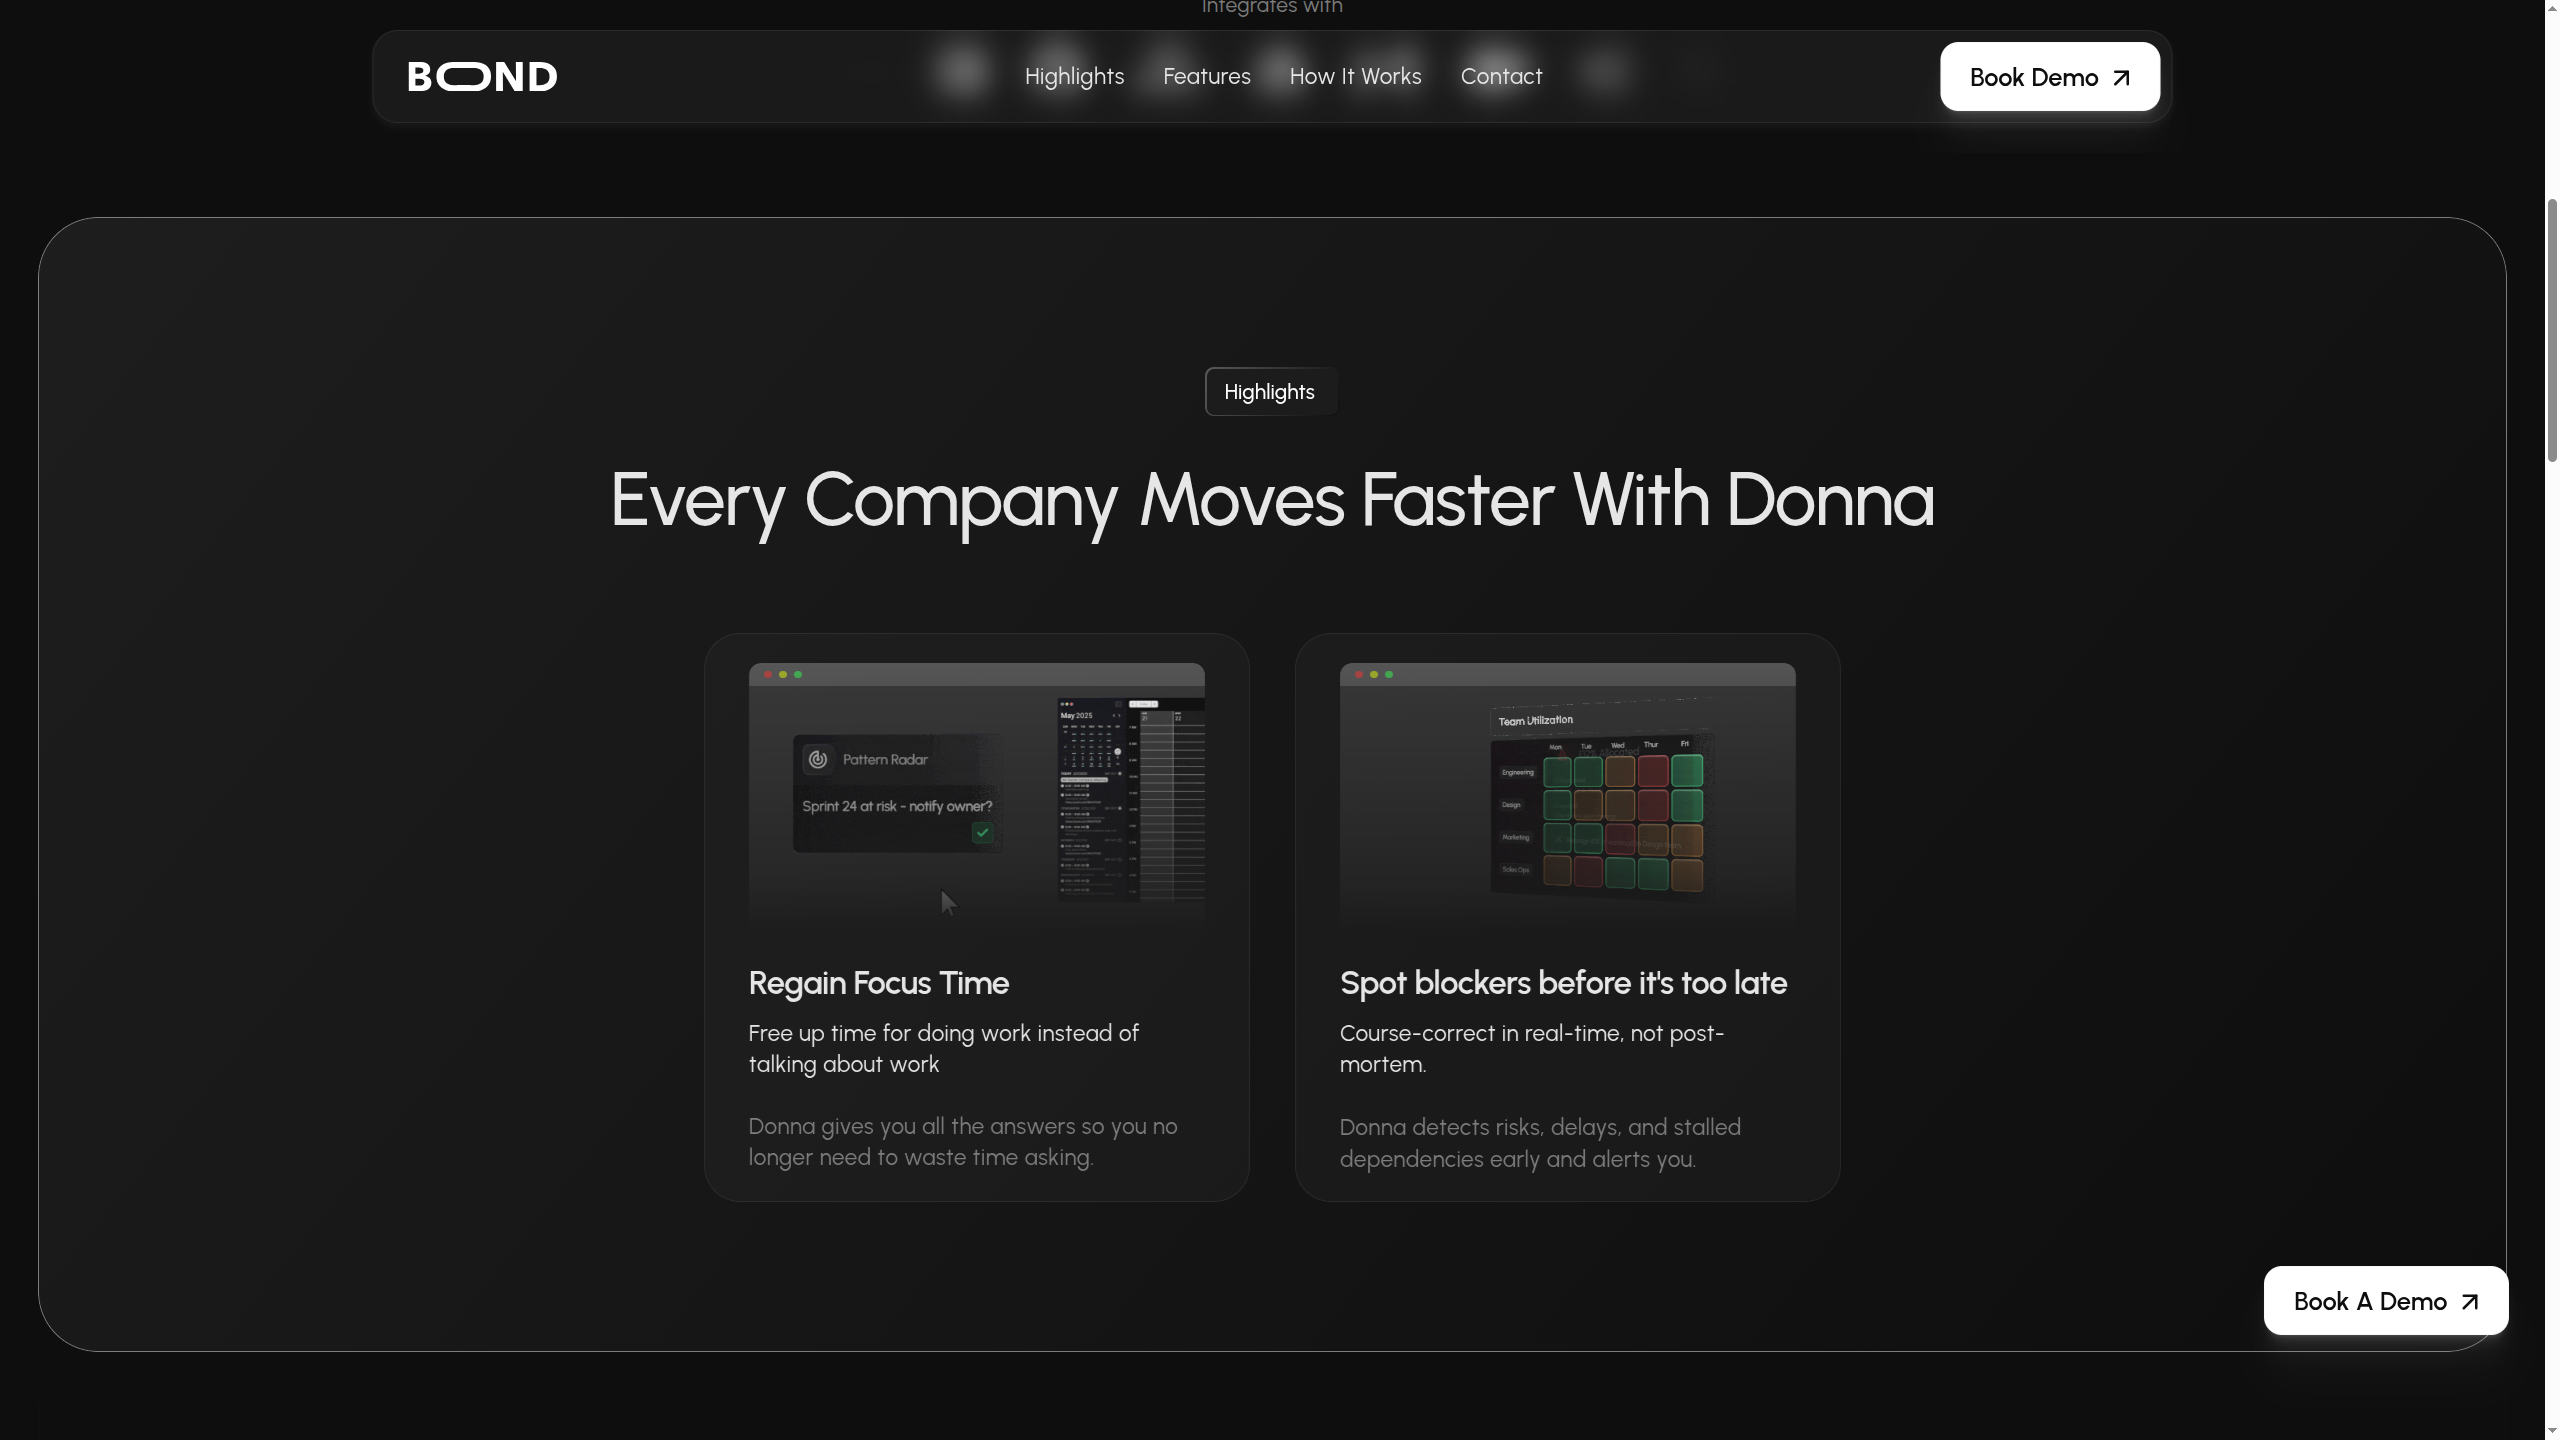 Integrates with
BOND
Highlights
Features
How It Works
Contact
Book Demo
Highlights
Every Company Moves Faster With Donna
Pattern Radar
Sprint 24 at risk - notify owner?
May 2025
21
22
Team Utilization
Mon
Tue
Wed
Thur
Fri
Engineering
Design
Marketing
Sales Ops
Regain Focus Time
Free up time for doing work instead of
talking about work
Donna gives you all the answers so you no
longer need to waste time asking.
Spot blockers before it's too late
Course-correct in real-time, not post-
mortem.
Donna detects risks, delays, and stalled
dependencies early and alerts you.
Book A Demo